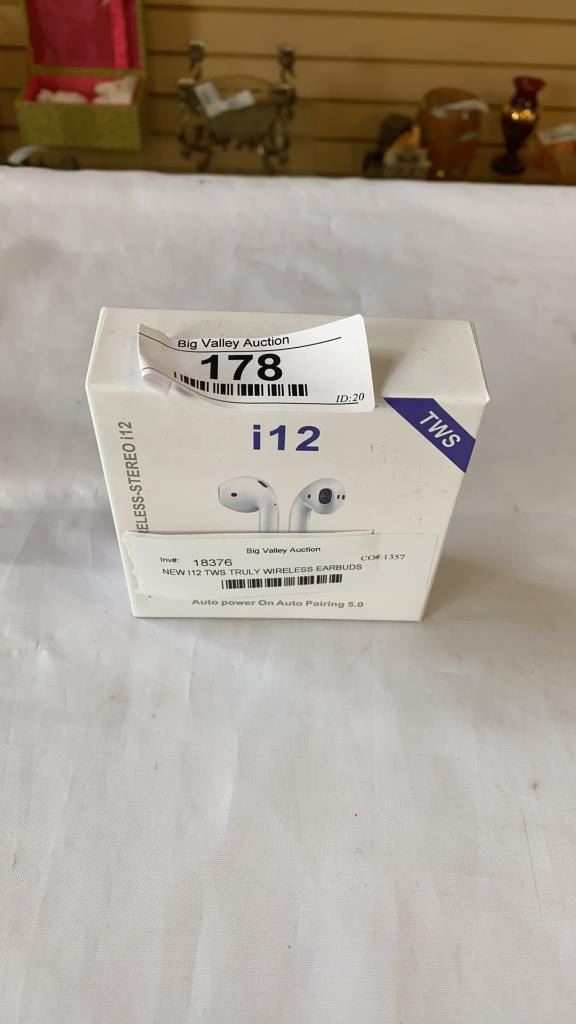 Big Valley Auction
178
ID:20
TWS
i12
ELESS-STEREO i12
Big Valley Auction
Inv#: 18376
CO#:1357
NEW I12 TWS TRULY WIRELESS EARBUDS
Auto power On Auto Pairing 5.0